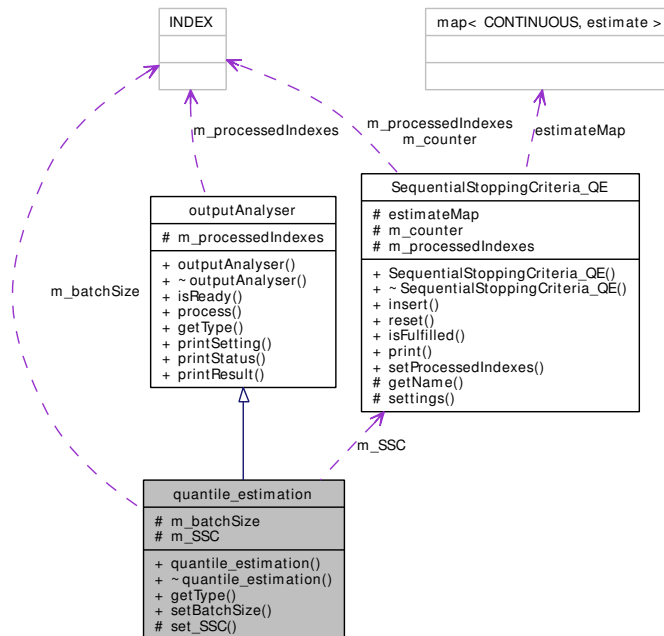 INDEX
map< CONTINUOUS, estimate >
m_processedIndexes
m_processedIndexes
m_counter
estimateMap
SequentialStoppingCriteria_QE
# estimateMap
# m_counter
# m_processedIndexes
+ SequentialStoppingCriteria_QE()
+ ~ SequentialStoppingCriteria_QE()
+ insert()
+ reset()
+ isFulfilled()
+ print()
+ setProcessedIndexes()
# getName()
# settings()
outputAnalyser
# m_processedIndexes
+ outputAnalyser()
+ ~ outputAnalyser()
+ isReady()
+ process()
+ getType()
+ printSetting()
+ printStatus()
+ printResult()
m_batchSize
m_SSC
quantile_estimation
# m_batchSize
# m_SSC
+ quantile_estimation()
+ ~ quantile_estimation()
+ getType()
+ setBatchSize()
# set_SSC()